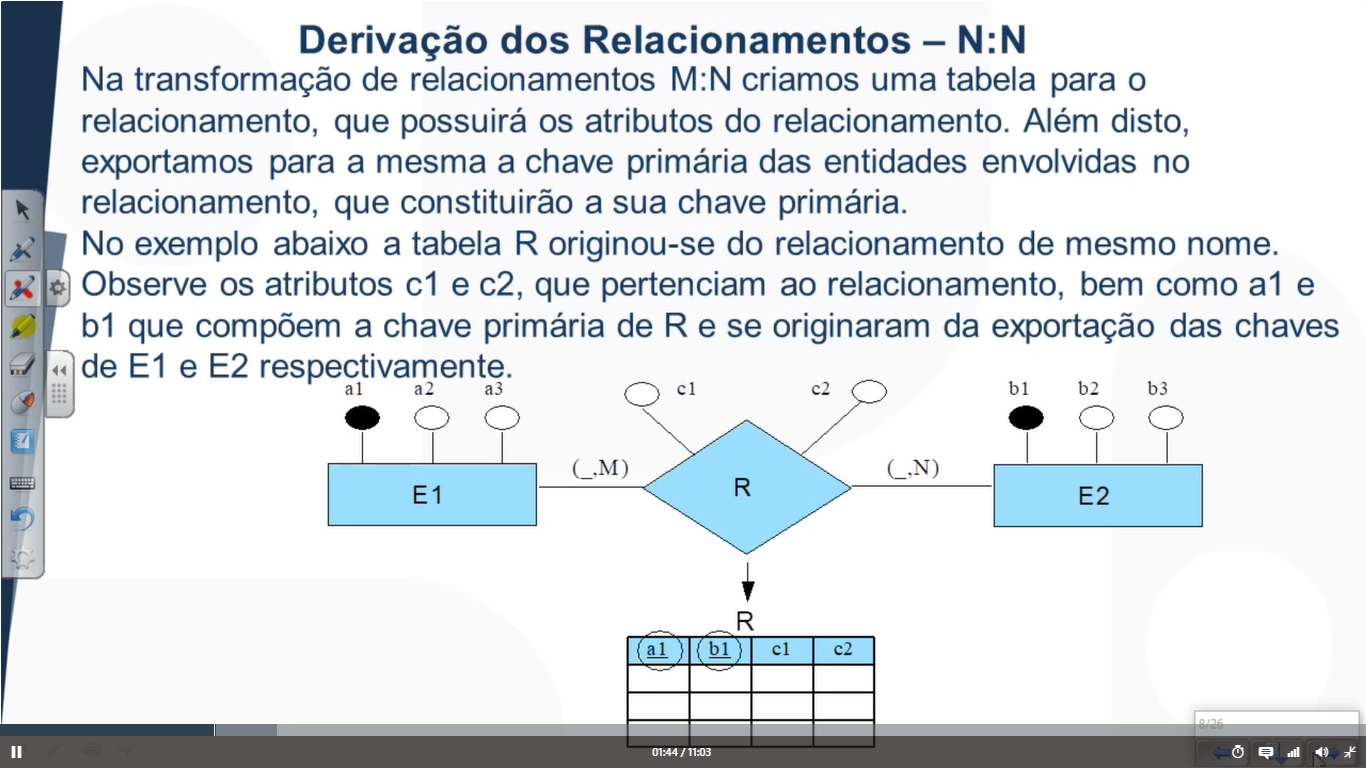 Derivação dos Relacionamentos – N:N
Na transformação de relacionamentos M:N criamos uma tabela para o
relacionamento, que possuirá os atributos do relacionamento. Além disto,
exportamos para a mesma a chave primária das entidades envolvidas no
relacionamento, que constituirão a sua chave primária.
No exemplo abaixo a tabela R originou-se do relacionamento de mesmo nome.
Observe os atributos c1 e c2, que pertenciam ao relacionamento, bem como a1 e
b1 que compõem a chave primária de R e se originaram da exportação das chaves
de E1 e E2 respectivamente.
a1 a2 a3 c1 c2 b1 b2 b3
(_,M) (_,N)
E1 R E2
R
a1 b1 c1 c2
8/26
01:44 / 11:03